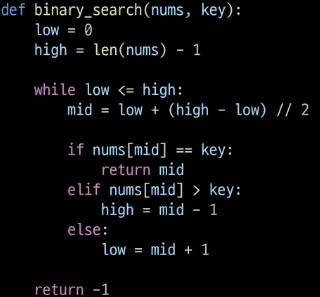 def binary_search(nums, key):
    low = 0
    high = len(nums) - 1

    while low <= high:
        mid = low + (high - low) // 2

        if nums[mid] == key:
            return mid
        elif nums[mid] > key:
            high = mid - 1
        else:
            low = mid + 1

    return -1